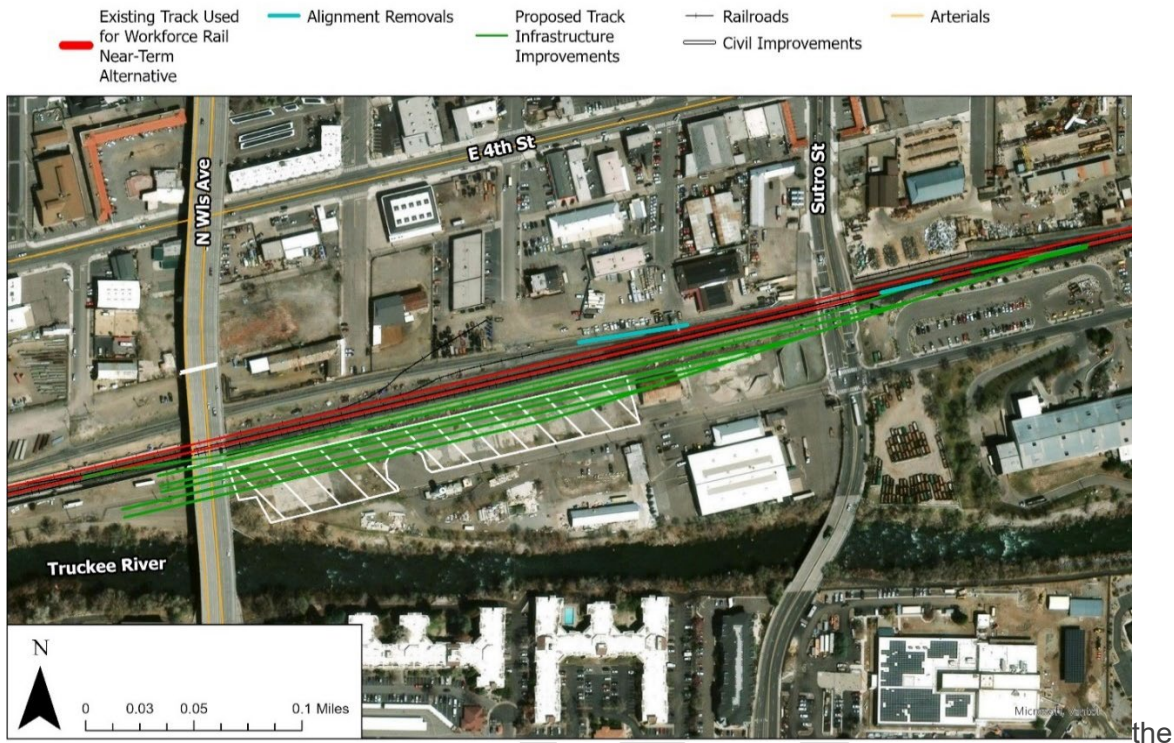 Existing Track Used
for Workforce Rail
Near-Term
Alternative
Alignment Removals
Proposed Track
Infrastructure
Improvements
Railroads
Civil Improvements
Arterials
N Wls Ave
E 4th St
Sutro St
Truckee River
N
0 0.03 0.05 0.1 Miles
Microsoft,
the